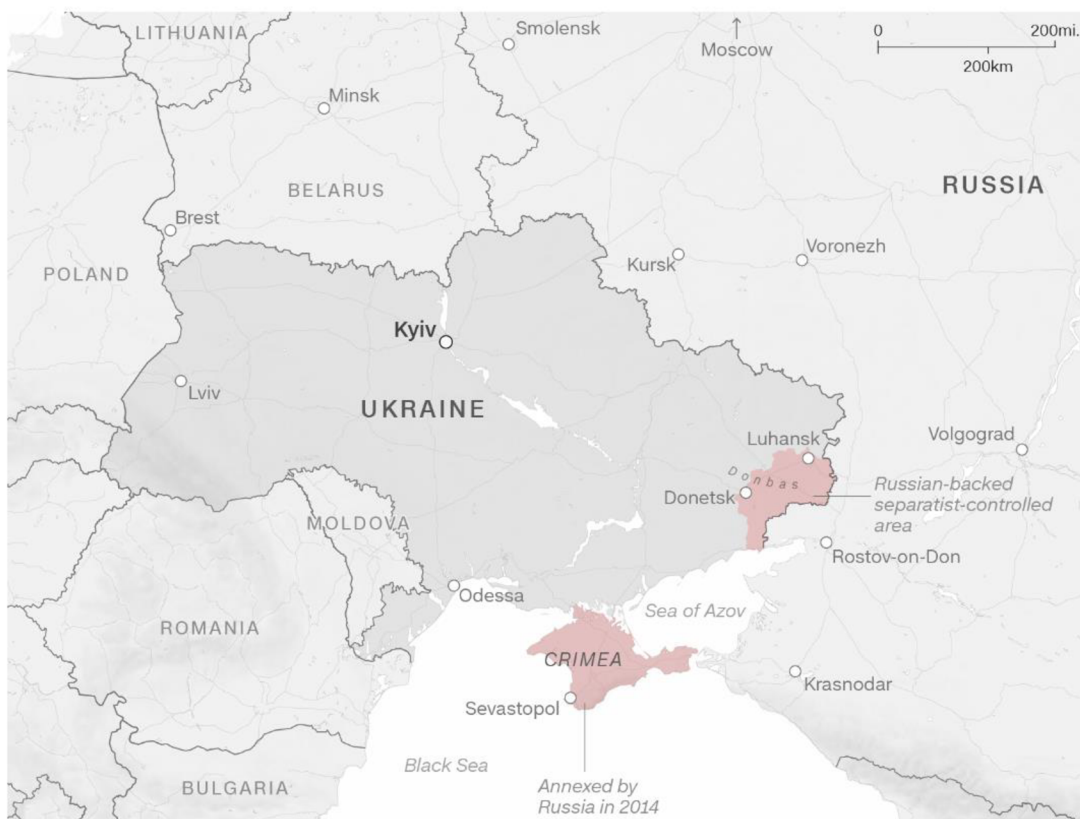 LITHUANIA
Smolensk
Moscow
0
200mi.
200km
Minsk
BELARUS
RUSSIA
Brest
POLAND
Kursk
Voronezh
Kyiv
Lviv
UKRAINE
Luhansk
Donbas
Donetsk
Volgograd
Russian-backed
separatist-controlled
area
MOLDOVA
Rostov-on-Don
Odessa
Sea of Azov
ROMANIA
CRIMEA
Krasnodar
Sevastopol
Black Sea
BULGARIA
Annexed by
Russia in 2014